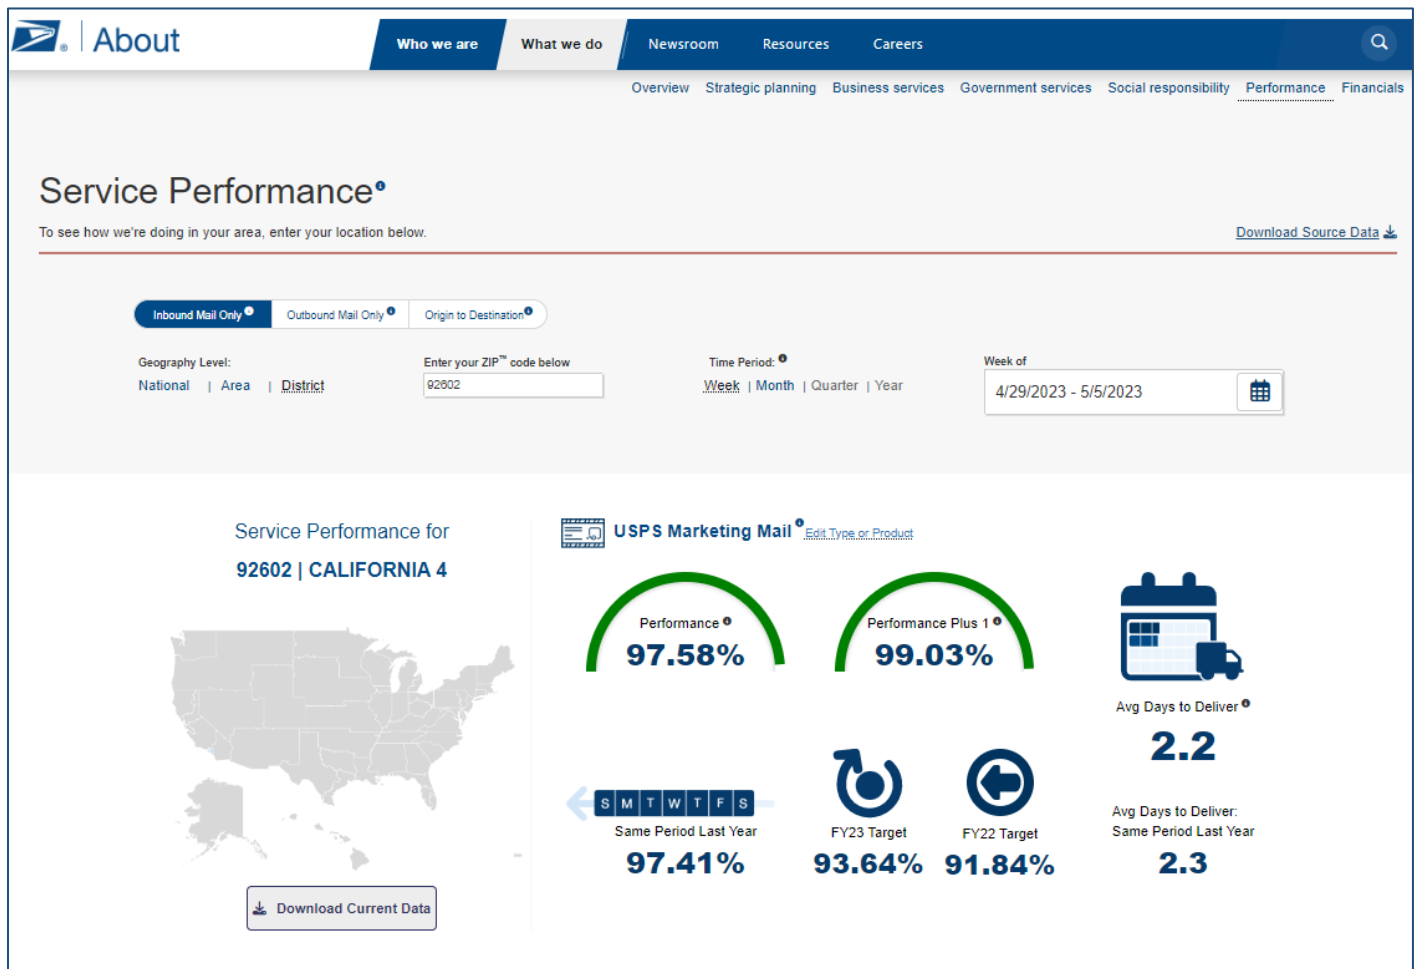 About
Who we are
What we do
Newsroom
Resources
Careers
Overview Strategic planning Business services Government services Social responsibility Performance Financials
Service Performance
To see how we're doing in your area, enter your location below.
Download Source Data
Inbound Mail Only
Outbound Mail Only
Origin to Destination
Geography Level:
National | Area | District
Enter your ZIP™ code below
92602
Time Period:
Week | Month | Quarter | Year
Week of
4/29/2023 - 5/5/2023
Service Performance for
92602 | CALIFORNIA 4
Download Current Data
USPS Marketing Mail Edit Type or Product
Performance
97.58%
Performance Plus 1
99.03%
Avg Days to Deliver
2.2
S M T W T F S
Same Period Last Year
97.41%
FY23 Target
93.64%
FY22 Target
91.84%
Avg Days to Deliver:
Same Period Last Year
2.3